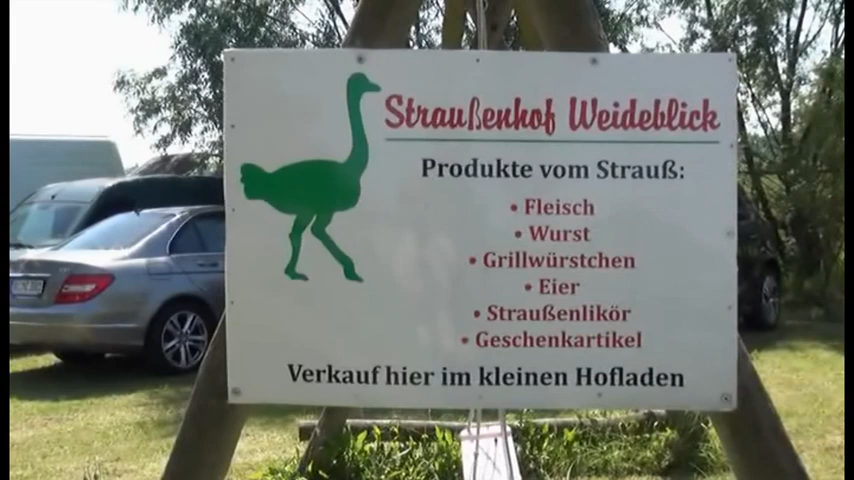 Straußenhof Weideblick
Produkte vom Strauß:
• Fleisch
• Wurst
• Grillwürstchen
• Eier
• Straußenlikör
• Geschenkartikel
Verkauf hier im kleinen Hofladen